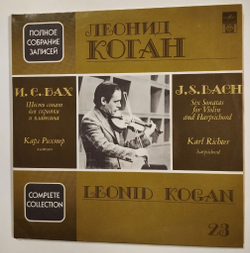 ПОЛНОЕ
СОБРАНИЕ
ЗАПИСЕЙ
ЛЕОНИД
КОГАН
И.С.БАХ
Шесть сонат
для скрипки
и клавесина
Карл Рихтер
клавесин
J.S.BACH
Six Sonatas
for Violin
and Harpsichord
Karl Richter
harpsichord
COMPLETE
COLLECTION
LEONID KOGAN
23